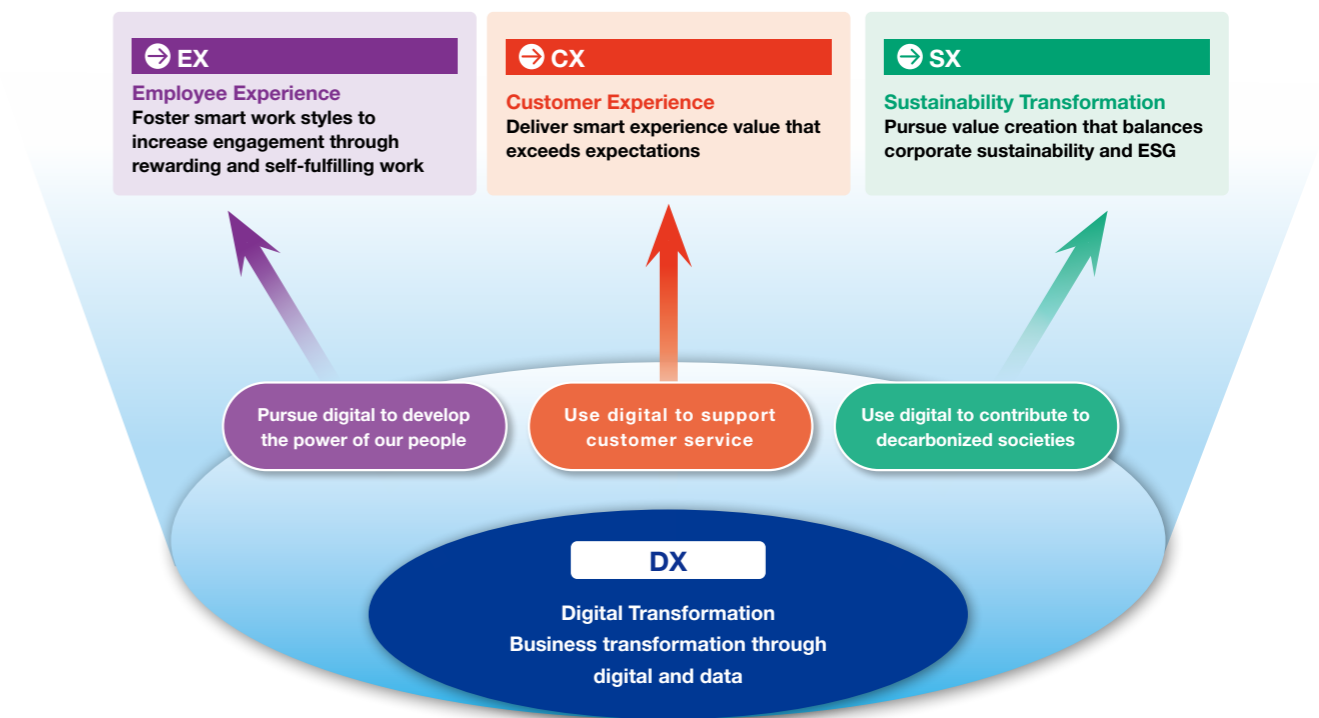 EX
Employee Experience
Foster smart work styles to
increase engagement through
rewarding and self-fulfilling work
CX
Customer Experience
Deliver smart experience value that
exceeds expectations
SX
Sustainability Transformation
Pursue value creation that balances
corporate sustainability and ESG
Pursue digital to develop
the power of our people
Use digital to support
customer service
Use digital to contribute to
decarbonized societies
DX
Digital Transformation
Business transformation through
digital and data